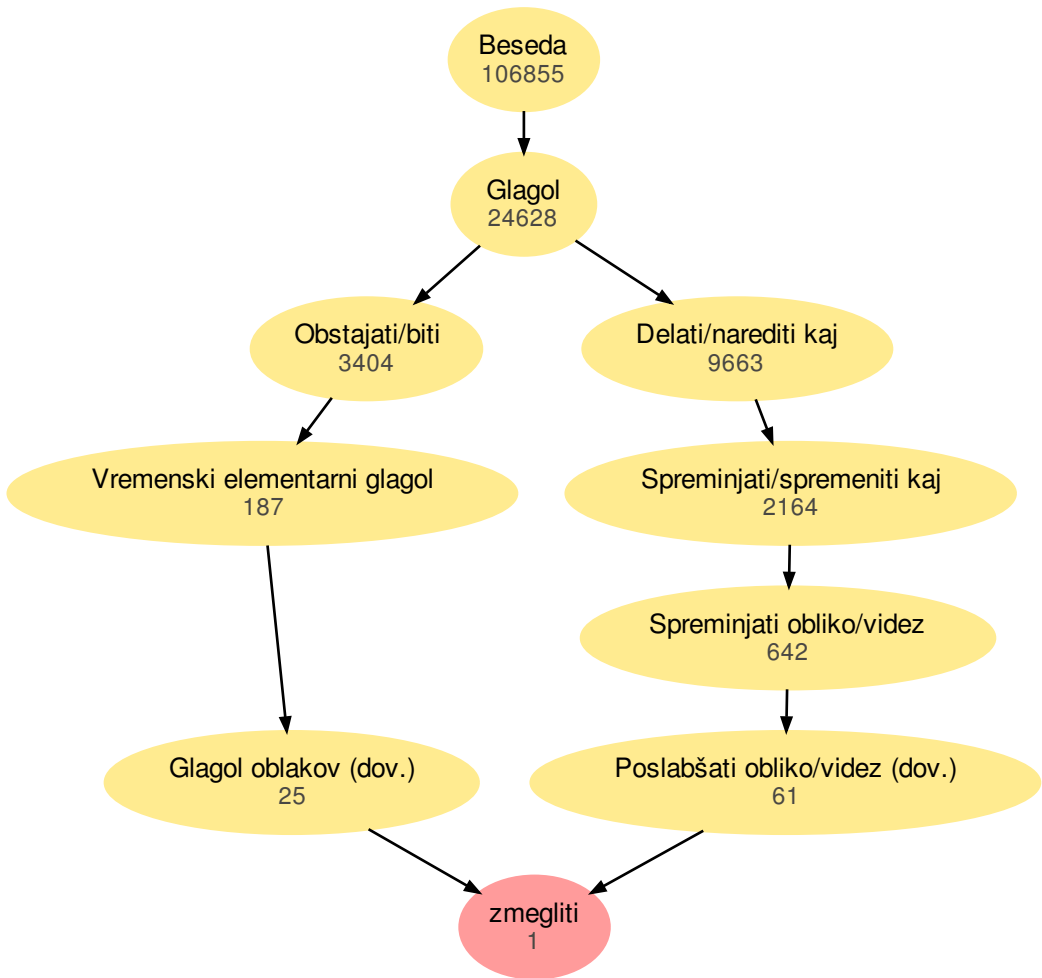 Beseda
106855
Glagol
24628
Obstajati/biti
3404
Delati/narediti kaj
9663
Vremenski elementarni glagol
187
Spreminjati/spremeniti kaj
2164
Spreminjati obliko/videz
642
Glagol oblakov (dov.)
25
Poslabšati obliko/videz (dov.)
61
zmegliti
1